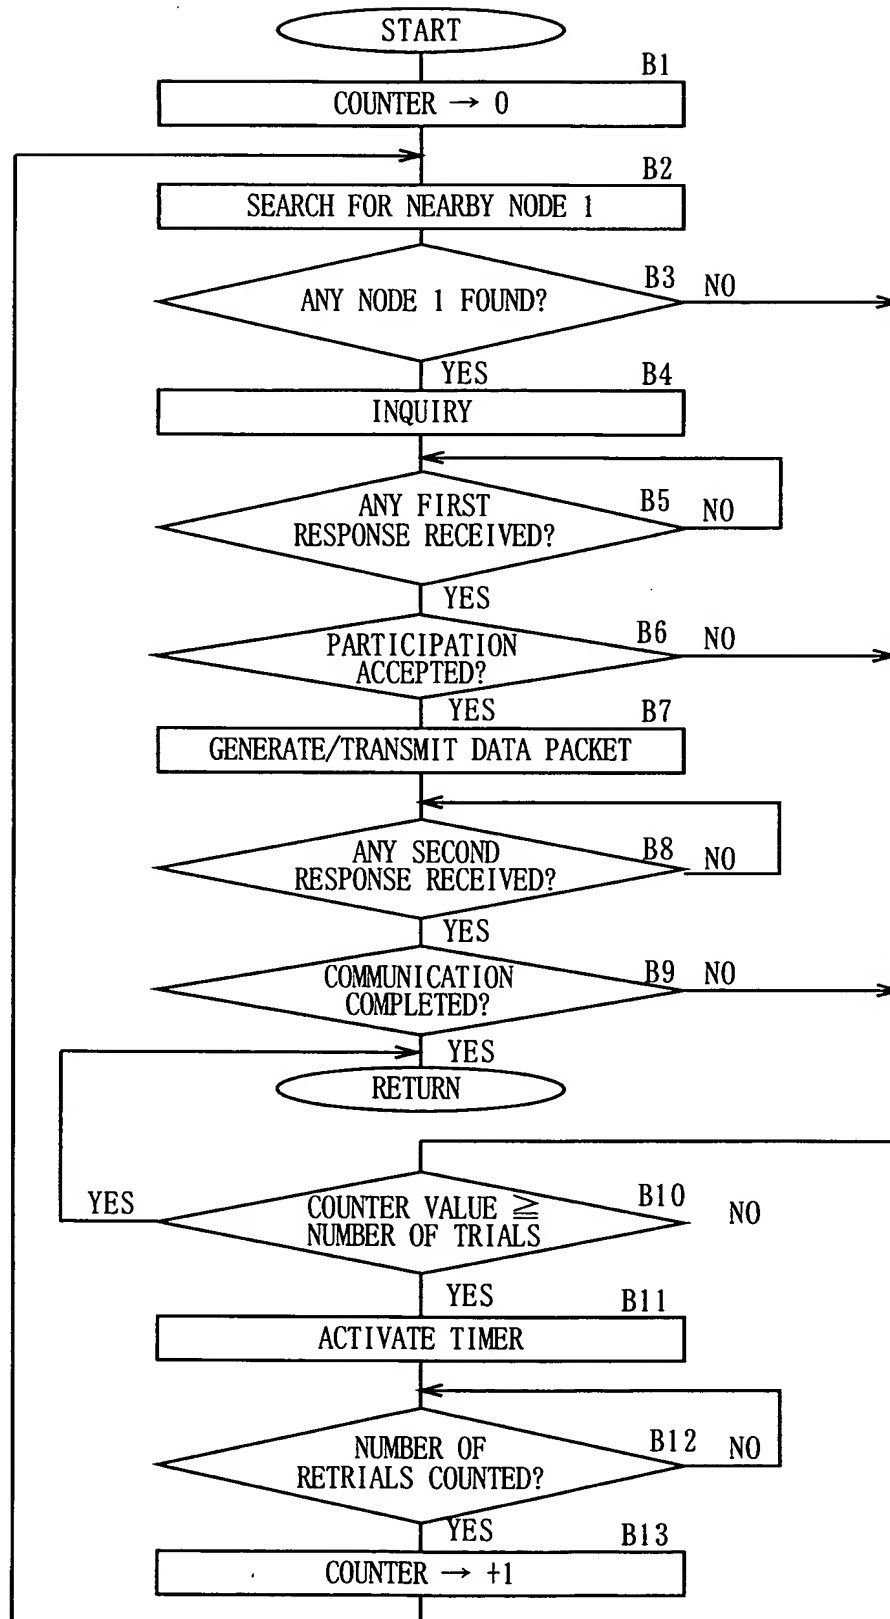 START
B1
COUNTER → 0
B2
SEARCH FOR NEARBY NODE 1
B3
NO
ANY NODE 1 FOUND?
YES
B4
INQUIRY
ANY FIRST
RESPONSE RECEIVED?
B5
NO
YES
PARTICIPATION
ACCEPTED?
B6
NO
YES
B7
GENERATE/TRANSMIT DATA PACKET
ANY SECOND
RESPONSE RECEIVED?
B8
NO
YES
COMMUNICATION
COMPLETED?
B9
NO
YES
RETURN
YES
COUNTER VALUE ≧
NUMBER OF TRIALS
B10
NO
YES
B11
ACTIVATE TIMER
NUMBER OF
RETRIALS COUNTED?
B12
NO
YES
B13
COUNTER → +1